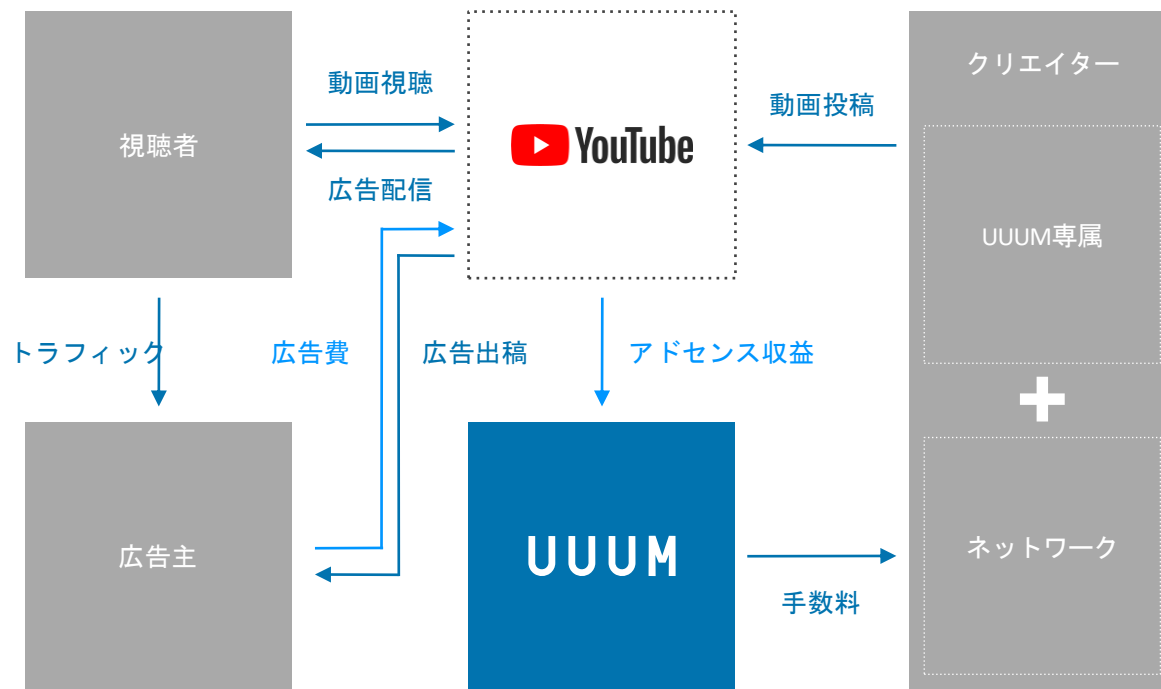 クリエイター
動画視聴
動画投稿
視聴者
YouTube
広告配信
UUUM専属
トラフィック
広告費
広告出稿
アドセンス収益
広告主
UUUM
ネットワーク
手数料